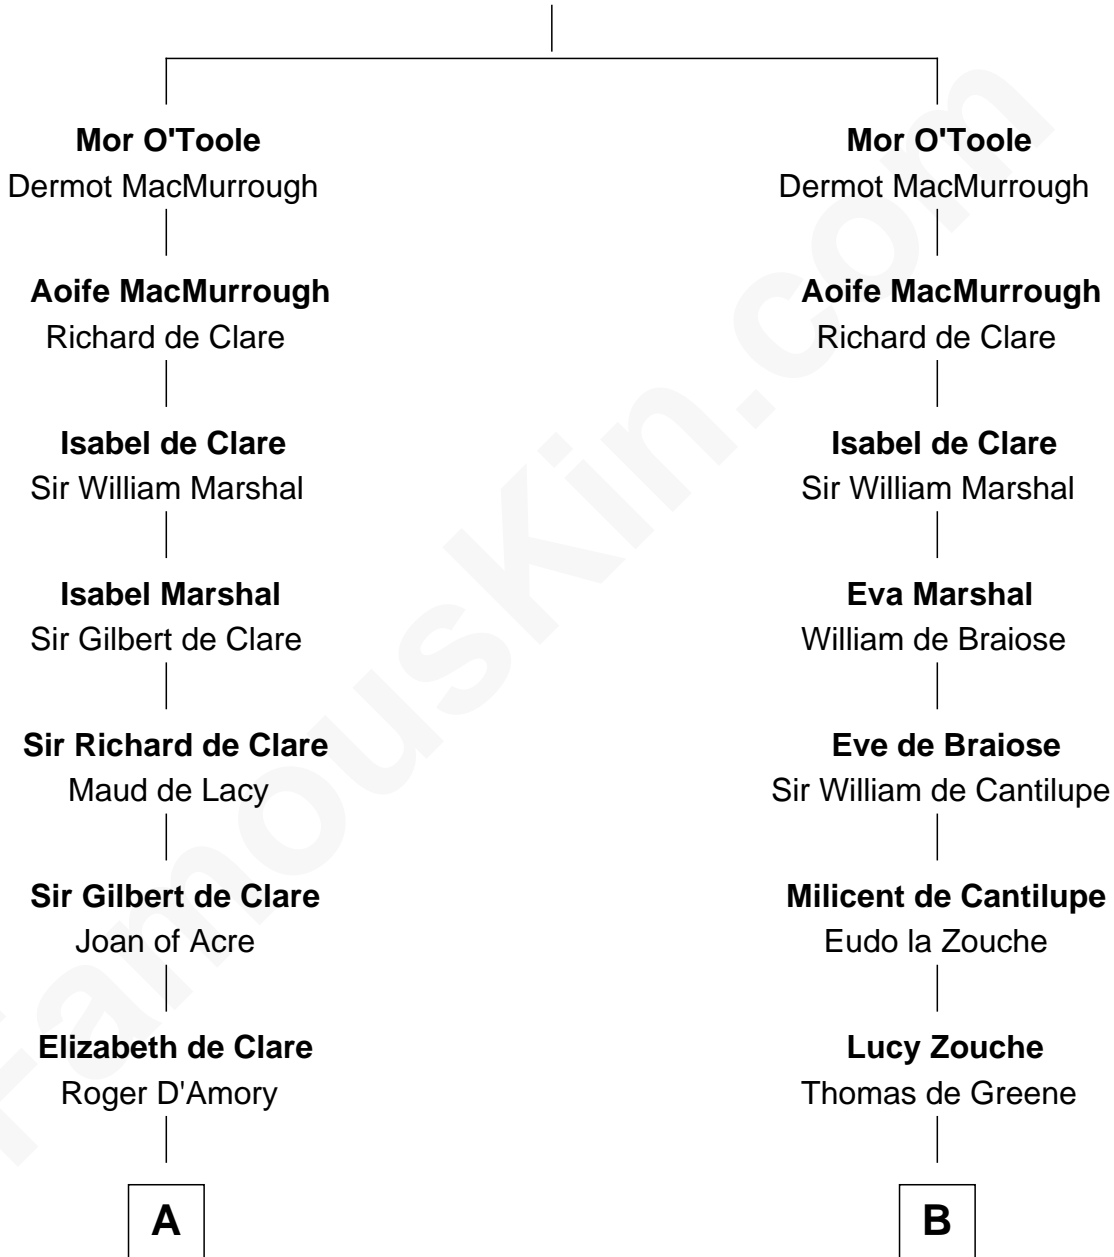 Mor O'Toole
Dermot MacMurrough
Aoife MacMurrough
Richard de Clare
Isabel de Clare
Sir William Marshal
Isabel Marshal
Sir Gilbert de Clare
Sir Richard de Clare
Maud de Lacy
Sir Gilbert de Clare
Joan of Acre
Elizabeth de Clare
Roger D'Amory
A
Mor O'Toole
Dermot MacMurrough
Aoife MacMurrough
Richard de Clare
Isabel de Clare
Sir William Marshal
Eva Marshal
William de Braiose
Eve de Braiose
Sir William de Cantilupe
Milicent de Cantilupe
Eudo la Zouche
Lucy Zouche
Thomas de Greene
B
FamousKin.com